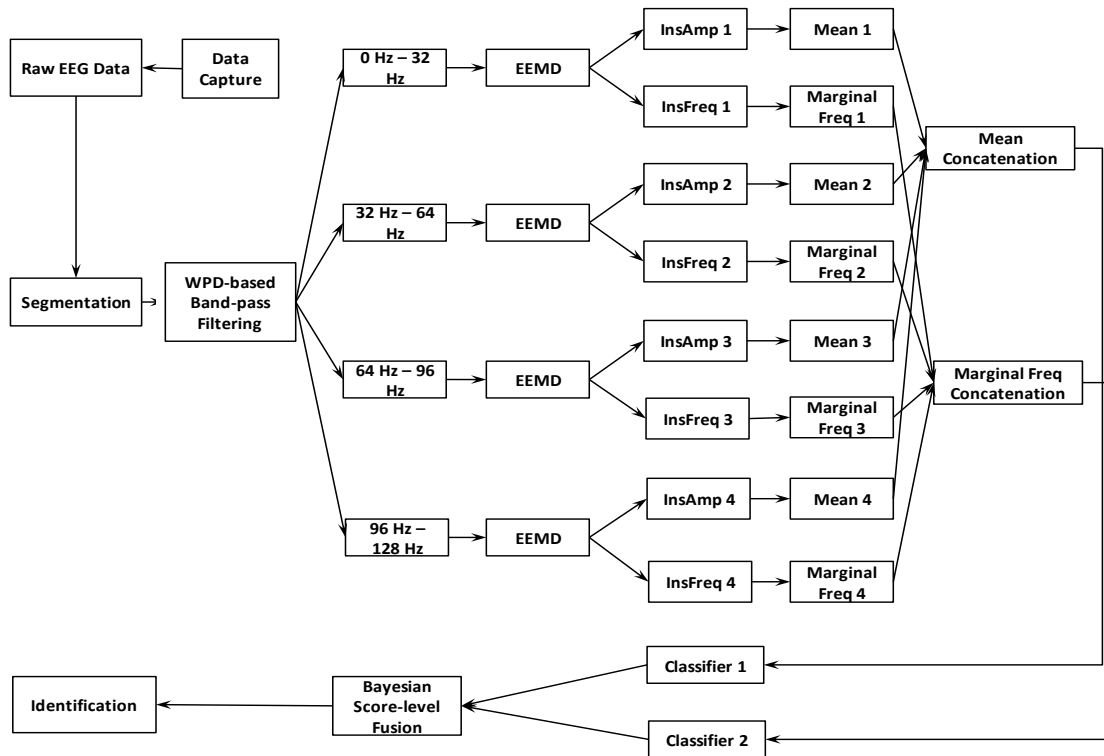 Raw EEG Data
Data
Capture
Segmentation
WPD-based
Band-pass
Filtering
0 Hz – 32
Hz
EEMD
InsAmp 1
Mean 1
InsFreq 1
Marginal
Freq 1
32 Hz – 64
Hz
EEMD
InsAmp 2
Mean 2
InsFreq 2
Marginal
Freq 2
64 Hz – 96
Hz
EEMD
InsAmp 3
Mean 3
InsFreq 3
Marginal
Freq 3
96 Hz –
128 Hz
EEMD
InsAmp 4
Mean 4
InsFreq 4
Marginal
Freq 4
Mean
Concatenation
Marginal Freq
Concatenation
Classifier 1
Classifier 2
Bayesian
Score-level
Fusion
Identification